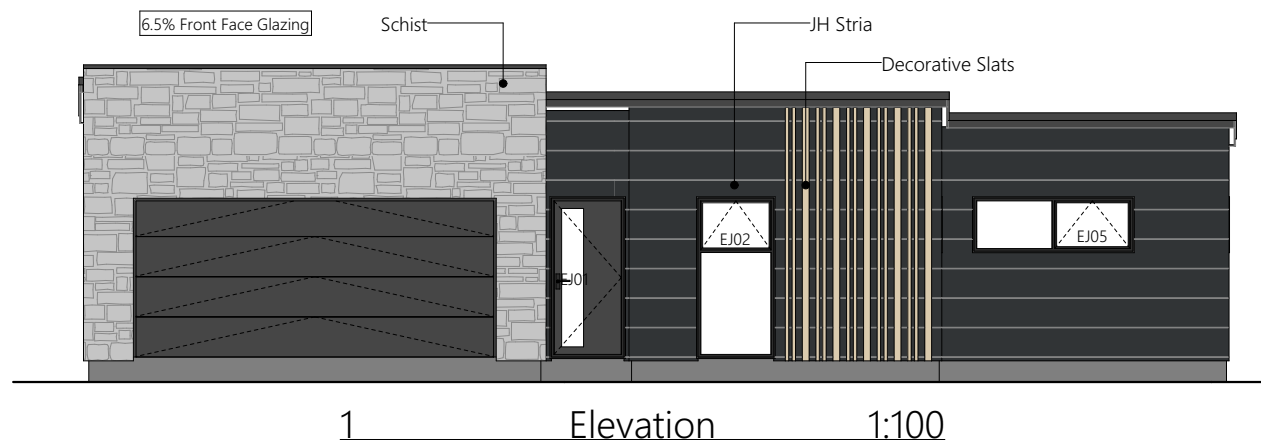 6.5% Front Face Glazing
Schist
JH Stria
Decorative Slats
EJ02
EJ05
EJ01
1 Elevation 1:100